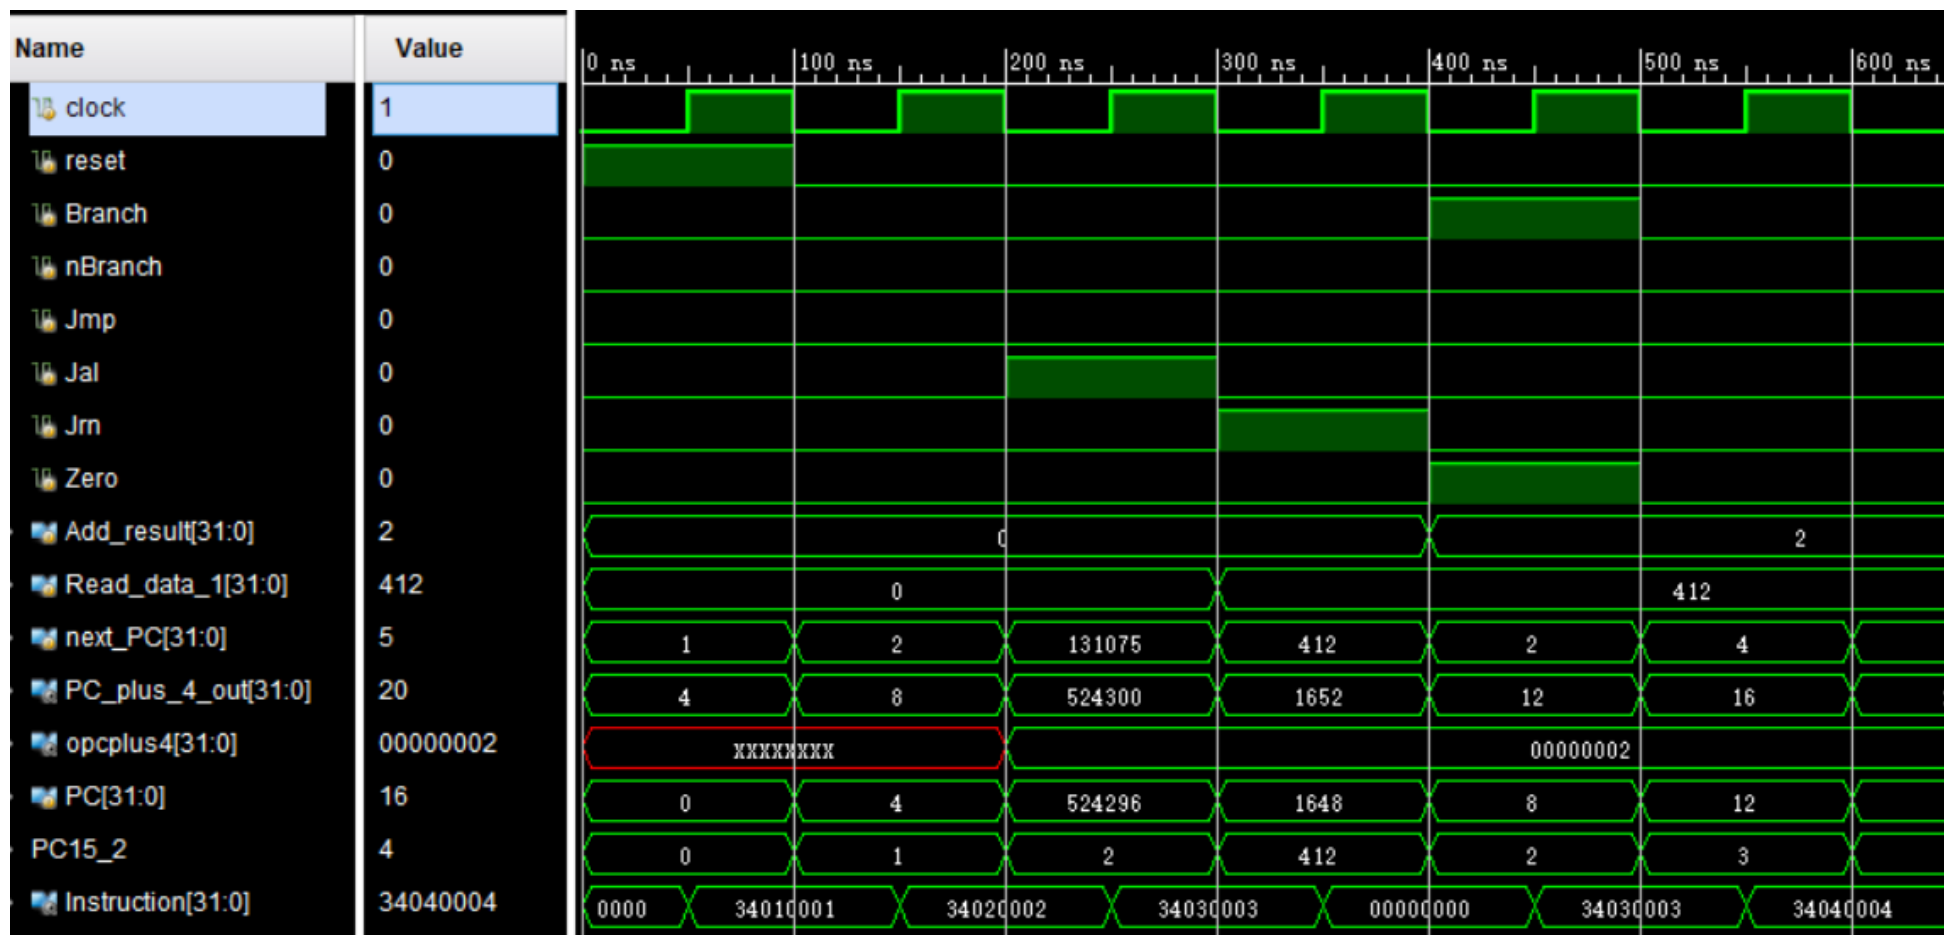 Name Value
0 ns 100 ns 200 ns 300 ns 400 ns 500 ns 600 ns
clock 1
reset 0
Branch 0
nBranch 0
Jmp 0
Jal 0
Jrn 0
Zero 0
Add_result[31:0] 2 0 2
Read_data_1[31:0] 412 0 412
next_PC[31:0] 5 1 2 131075 412 2 4
PC_plus_4_out[31:0] 20 4 8 524300 1652 12 16
opcplus4[31:0] 00000002 XXXXXXXX 00000002
PC[31:0] 16 0 4 524296 1648 8 12
PC15_2 4 0 1 2 412 2 3
Instruction[31:0] 34040004 0000 34010001 34020002 34030003 00000000 34030003 34040004